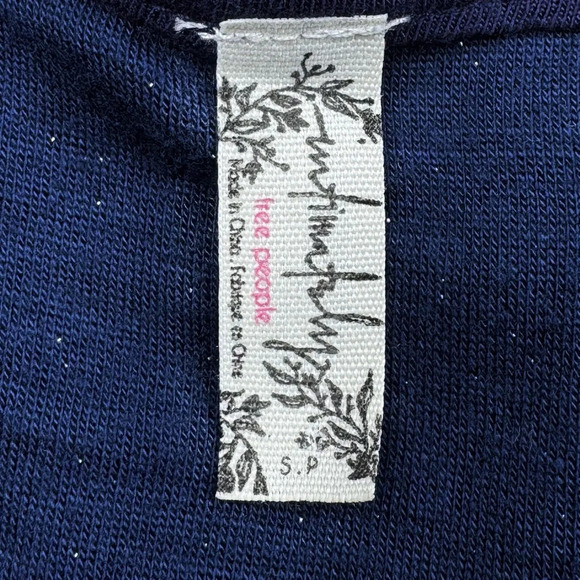 intimately
free people
Made in China. Fabriqué en Chine
S.P